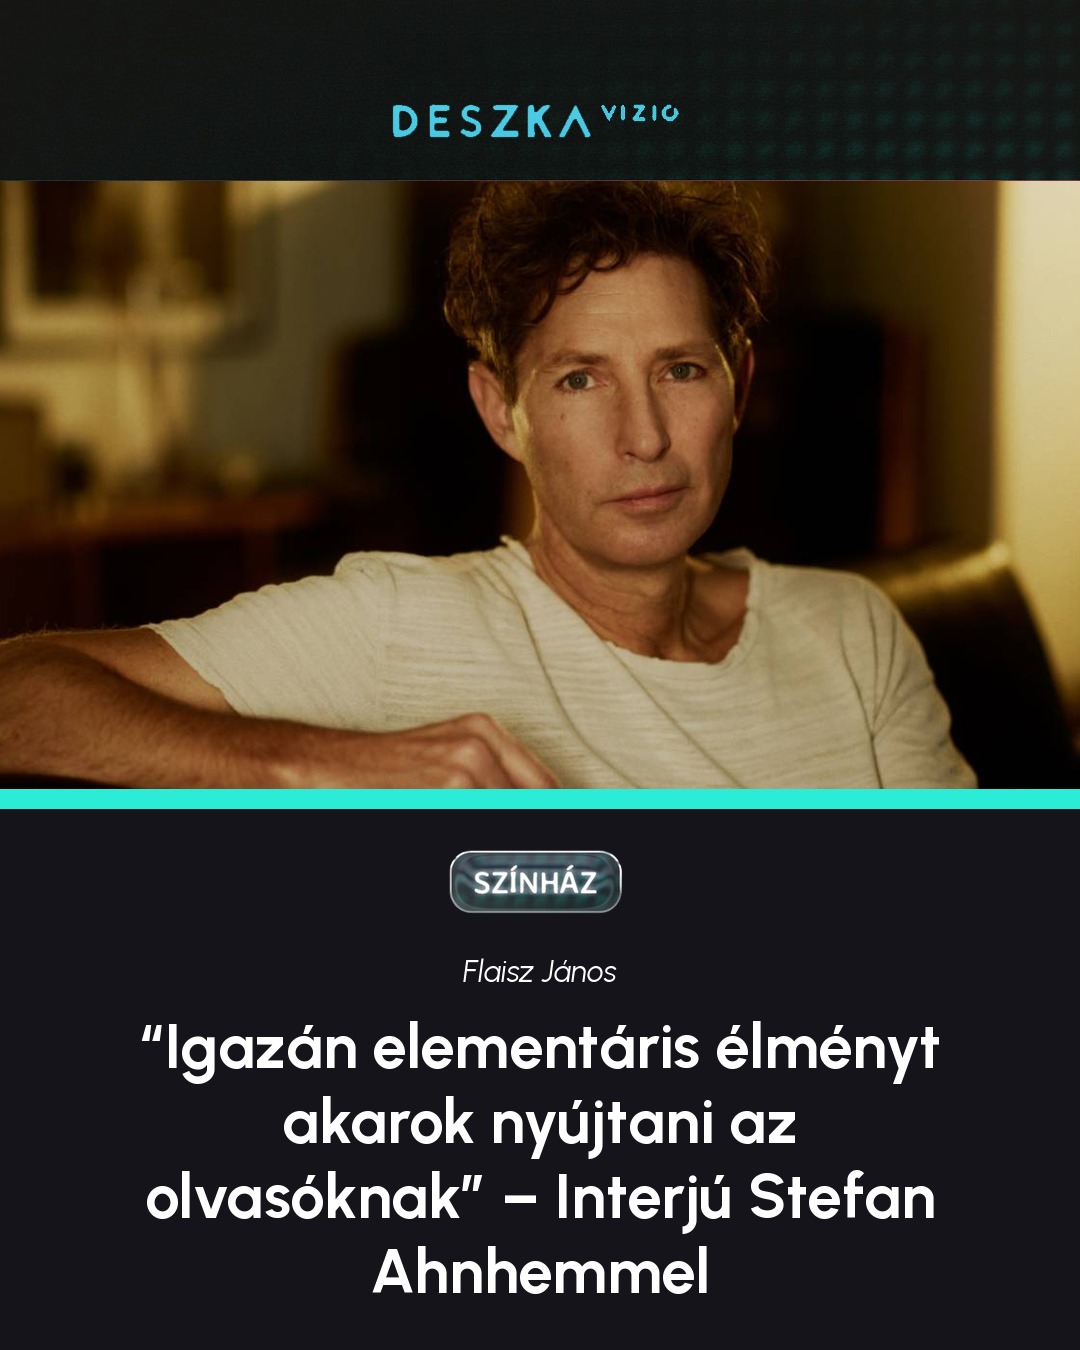 DESZKA VIZIO
SZÍNHÁZ
Flaisz János
“Igazán elementáris élményt
akarok nyújtani az
olvasóknak” – Interjú Stefan
Ahnhemmel